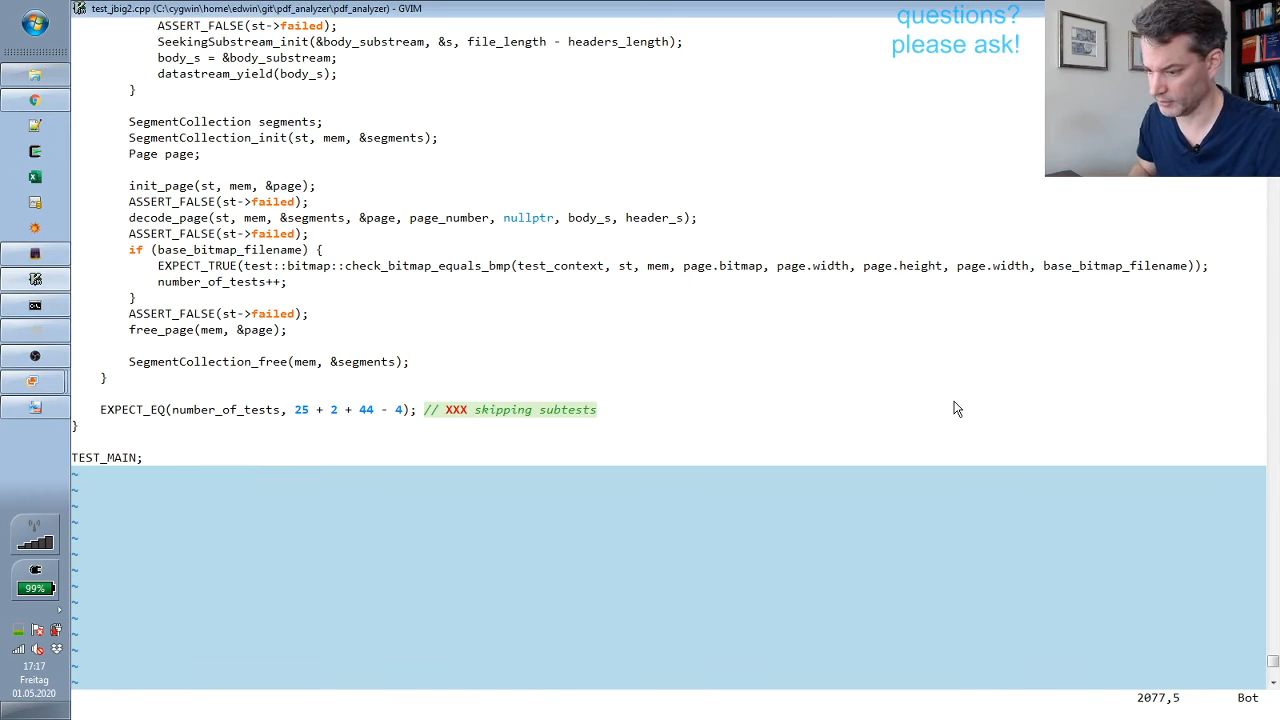 test_jbig2.cpp (C:\cygwin\home\edwin\git\pdf_analyzer\pdf_analyzer) - GVIM
questions?
please ask!
ASSERT_FALSE(st->failed);
SeekingSubstream_init(&body_substream, &s, file_length - headers_length);
body_s = &body_substream;
datastream_yield(body_s);
}
SegmentCollection segments;
SegmentCollection_init(st, mem, &segments);
Page page;
init_page(st, mem, &page);
ASSERT_FALSE(st->failed);
decode_page(st, mem, &segments, &page, page_number, nullptr, body_s, header_s);
ASSERT_FALSE(st->failed);
if (base_bitmap_filename) {
EXPECT_TRUE(test::bitmap::check_bitmap_equals_bmp(test_context, st, mem, page.bitmap, page.width, page.height, page.width, base_bitmap_filename));
number_of_tests++;
}
ASSERT_FALSE(st->failed);
free_page(mem, &page);
SegmentCollection_free(mem, &segments);
}
EXPECT_EQ(number_of_tests, 25 + 2 + 44 - 4); // XXX skipping subtests
}
TEST_MAIN;
~
~
~
~
~
~
~
~
~
~
~
~
~
~
2077,5 Bot
99%
17:17
Freitag
01.05.2020